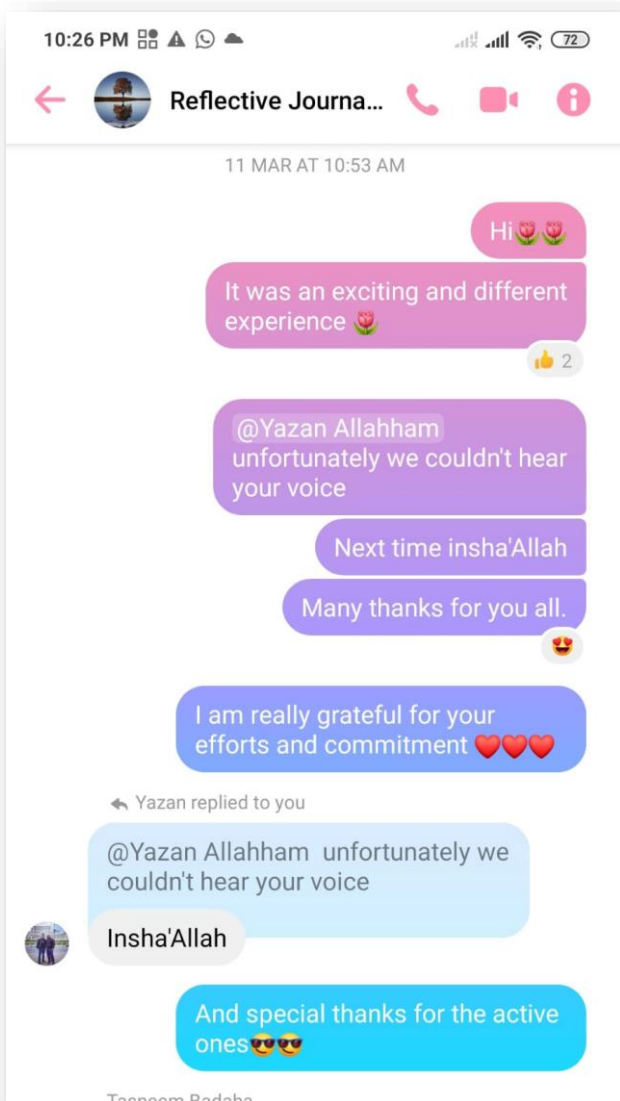 10:26 PM
72
Reflective Journa...
11 MAR AT 10:53 AM
Hi🌷🌷
It was an exciting and different
experience 🌷
👍 2
@Yazan Allahham
unfortunately we couldn't hear
your voice
Next time insha'Allah
Many thanks for you all.
😍
I am really grateful for your
efforts and commitment ❤️❤️❤️
Yazan replied to you
@Yazan Allahham unfortunately we
couldn't hear your voice
Insha'Allah
And special thanks for the active
ones😎😎
Tasneem Badaha